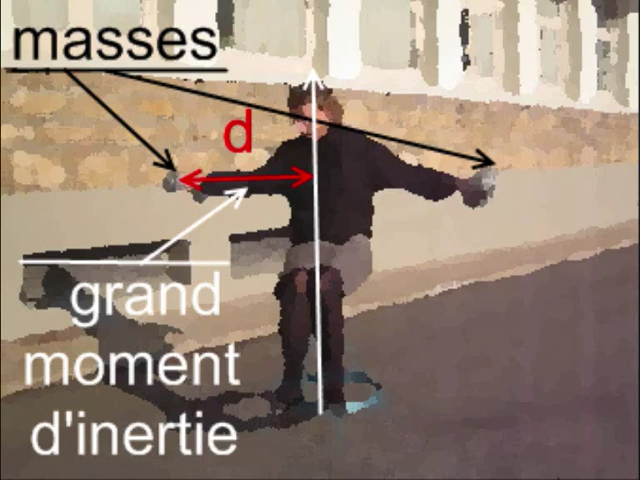 masses
d
grand
moment
d'inertie